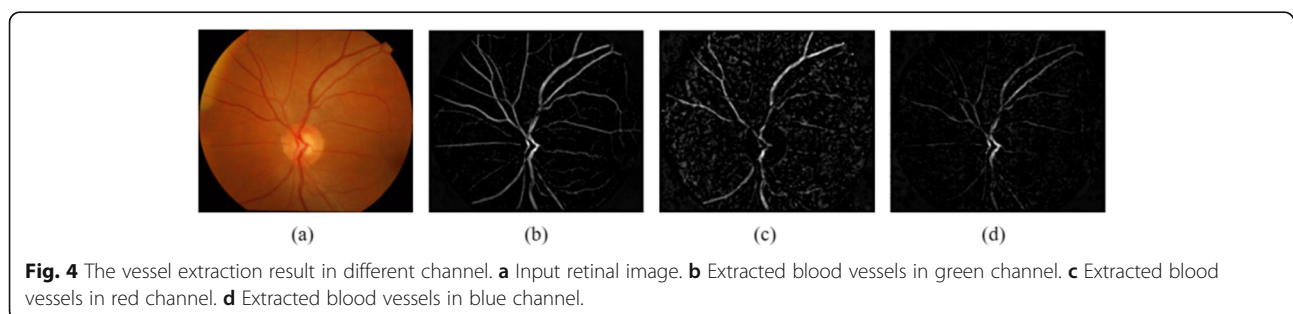 (a) (b) (c) (d)
Fig. 4 The vessel extraction result in different channel. a Input retinal image. b Extracted blood vessels in green channel. c Extracted blood
vessels in red channel. d Extracted blood vessels in blue channel.